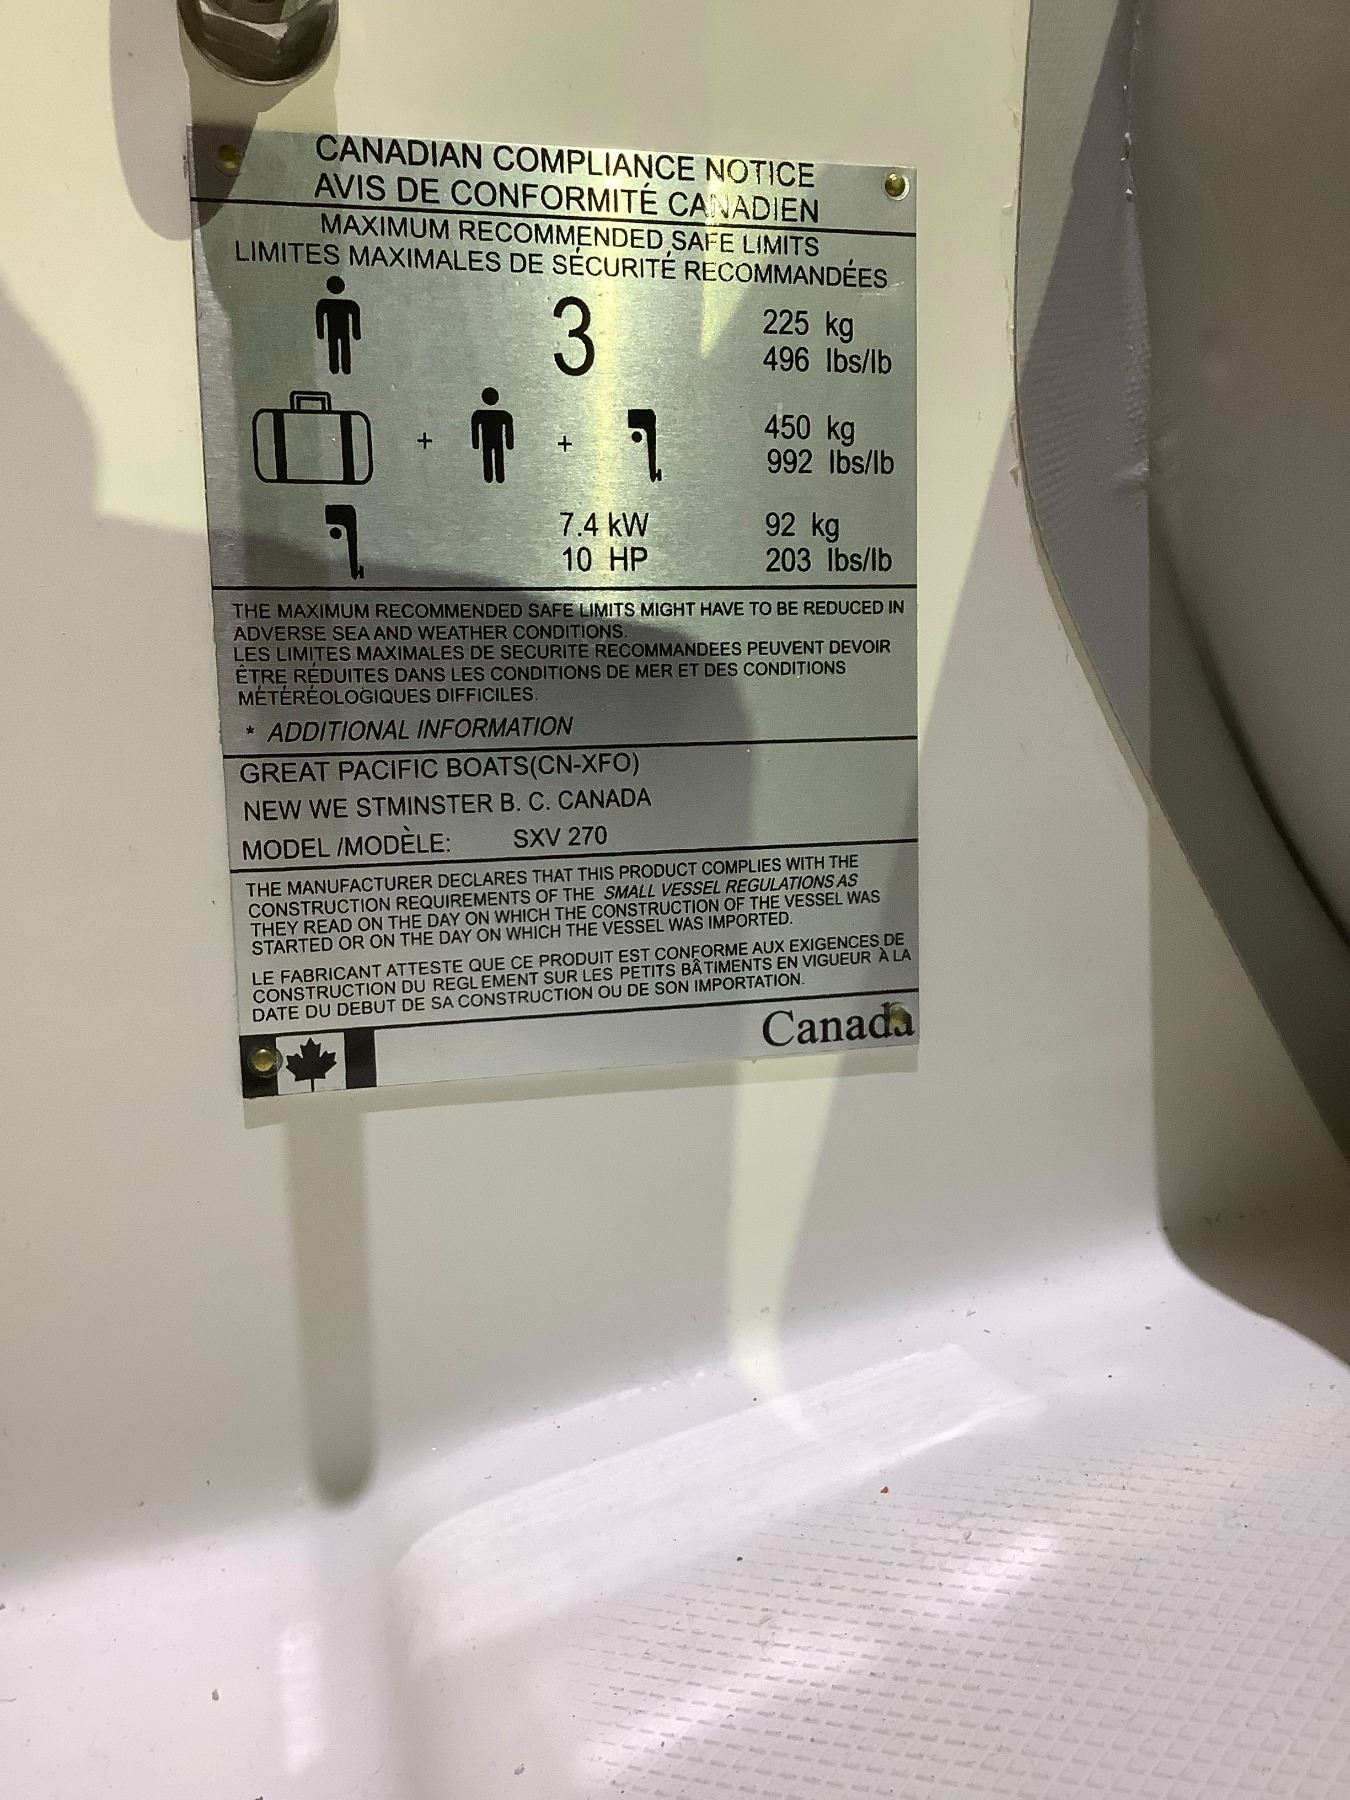 CANADIAN COMPLIANCE NOTICE
AVIS DE CONFORMITÉ CANADIEN
MAXIMUM RECOMMENDED SAFE LIMITS
LIMITES MAXIMALES DE SÉCURITÉ RECOMMANDÉES
3 225 kg
496 lbs/lb
+ + 450 kg
992 lbs/lb
7.4 kW 92 kg
10 HP 203 lbs/lb
THE MAXIMUM RECOMMENDED SAFE LIMITS MIGHT HAVE TO BE REDUCED IN
ADVERSE SEA AND WEATHER CONDITIONS.
LES LIMITES MAXIMALES DE SECURITE RECOMMANDEES PEUVENT DEVOIR
ÊTRE RÉDUITES DANS LES CONDITIONS DE MER ET DES CONDITIONS
MÉTÉRÉOLOGIQUES DIFFICILES.
* ADDITIONAL INFORMATION
GREAT PACIFIC BOATS(CN-XFO)
NEW WE STMINSTER B. C. CANADA
MODEL /MODÈLE: SXV 270
THE MANUFACTURER DECLARES THAT THIS PRODUCT COMPLIES WITH THE
CONSTRUCTION REQUIREMENTS OF THE SMALL VESSEL REGULATIONS AS
THEY READ ON THE DAY ON WHICH THE CONSTRUCTION OF THE VESSEL WAS
STARTED OR ON THE DAY ON WHICH THE VESSEL WAS IMPORTED.
LE FABRICANT ATTESTE QUE CE PRODUIT EST CONFORME AUX EXIGENCES DE
CONSTRUCTION DU REGLEMENT SUR LES PETITS BÂTIMENTS EN VIGUEUR À LA
DATE DU DEBUT DE SA CONSTRUCTION OU DE SON IMPORTATION.
Canada